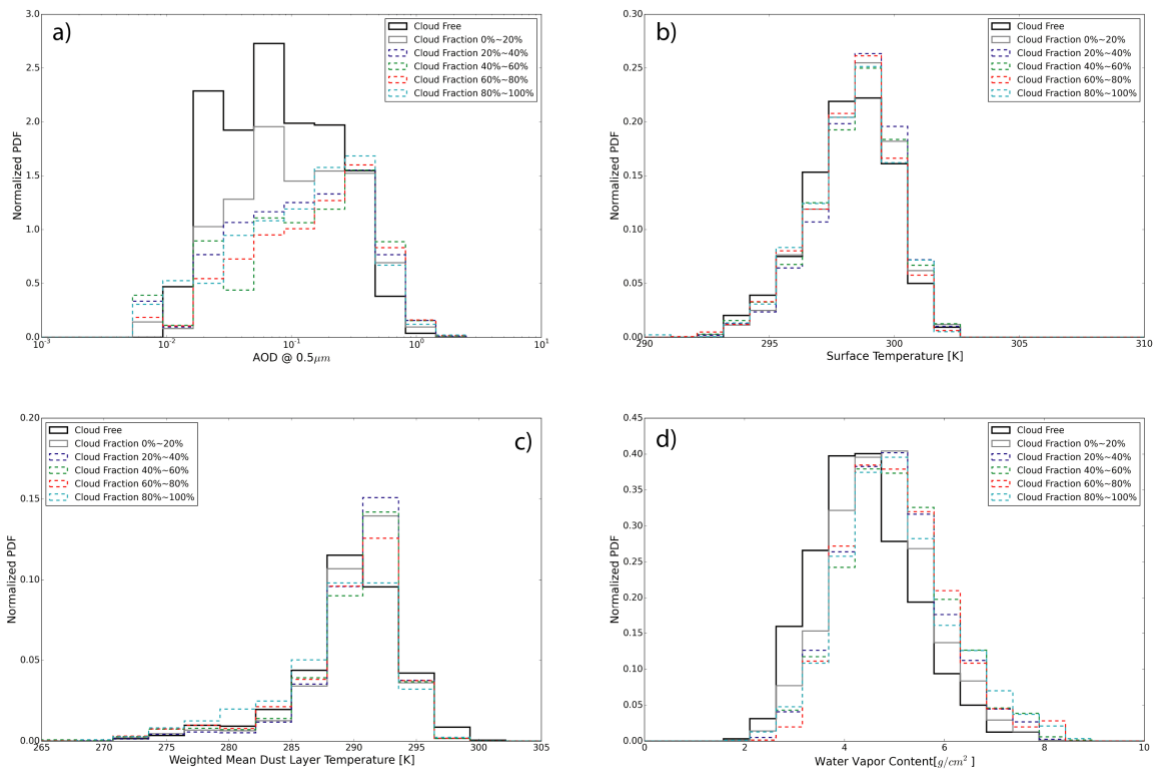 a)
3.0
2.5
2.0
1.5
1.0
0.5
0.0
Normalized PDF
10^-3
10^-2
10^-1
10^0
10^1
AOD @ 0.5μm
Cloud Free
Cloud Fraction 0%~20%
Cloud Fraction 20%~40%
Cloud Fraction 40%~60%
Cloud Fraction 60%~80%
Cloud Fraction 80%~100%
b)
0.30
0.25
0.20
0.15
0.10
0.05
0.00
Normalized PDF
290
295
300
305
310
Surface Temperature [K]
Cloud Free
Cloud Fraction 0%~20%
Cloud Fraction 20%~40%
Cloud Fraction 40%~60%
Cloud Fraction 60%~80%
Cloud Fraction 80%~100%
c)
0.20
0.15
0.10
0.05
0.00
Normalized PDF
265
270
275
280
285
290
295
300
305
Weighted Mean Dust Layer Temperature [K]
Cloud Free
Cloud Fraction 0%~20%
Cloud Fraction 20%~40%
Cloud Fraction 40%~60%
Cloud Fraction 60%~80%
Cloud Fraction 80%~100%
d)
0.45
0.40
0.35
0.30
0.25
0.20
0.15
0.10
0.05
0.00
Normalized PDF
0
2
4
6
8
10
Water Vapor Content[g/cm^2 ]
Cloud Free
Cloud Fraction 0%~20%
Cloud Fraction 20%~40%
Cloud Fraction 40%~60%
Cloud Fraction 60%~80%
Cloud Fraction 80%~100%